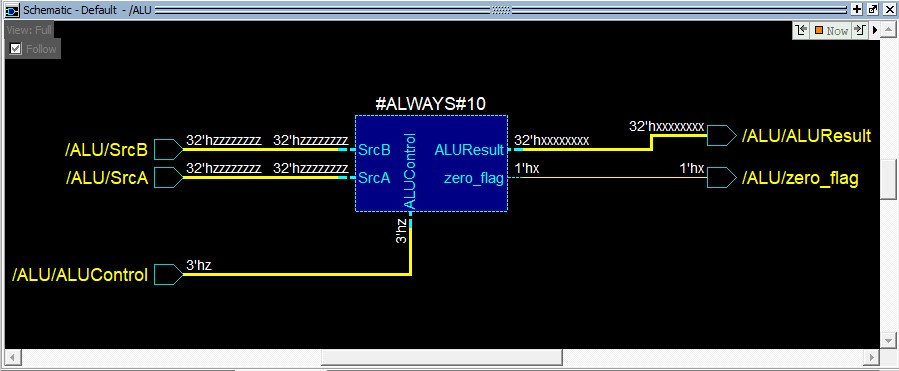 Schematic - Default - /ALU
View: Full
Follow
Now
#ALWAYS#10
/ALU/SrcB 32'hzzzzzzzz 32'hzzzzzzzz SrcB ALUResult 32'hxxxxxxxx 32'hxxxxxxxx /ALU/ALUResult
/ALU/SrcA 32'hzzzzzzzz 32'hzzzzzzzz SrcA zero_flag 1'hx 1'hx /ALU/zero_flag
ALUControl
3'hz
/ALU/ALUControl 3'hz